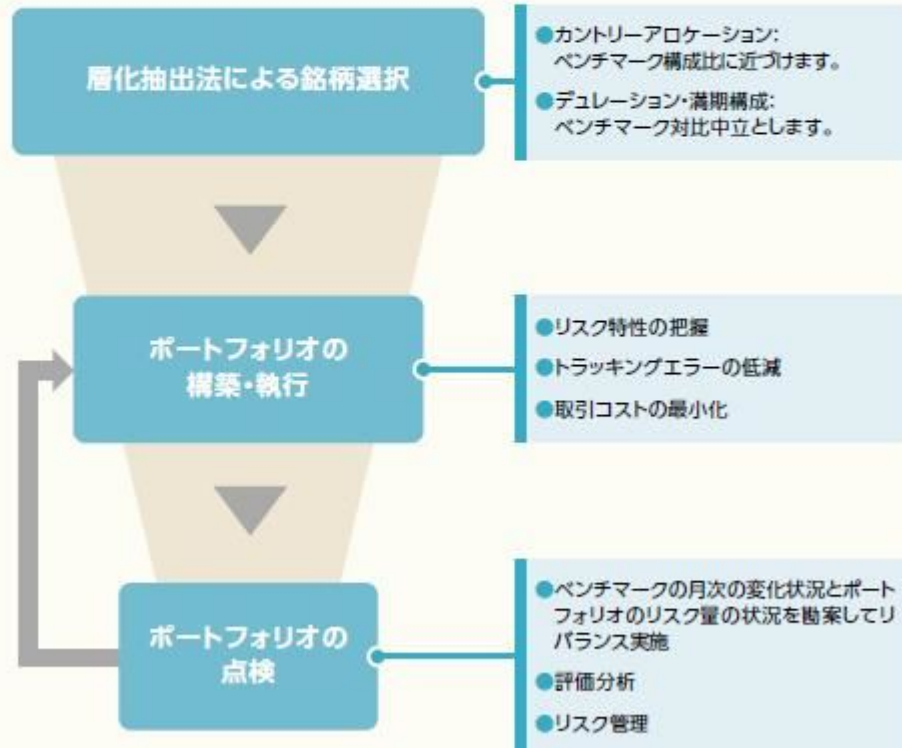 層化抽出法による銘柄選択
●カントリーアロケーション：
ベンチマーク構成比に近づけます。
●デュレーション・満期構成：
ベンチマーク対比中立とします。
ポートフォリオの
構築・執行
●リスク特性の把握
●トラッキングエラーの低減
●取引コストの最小化
ポートフォリオの
点検
●ベンチマークの月次の変化状況とポート
フォリオのリスク量の状況を勘案してリ
バランス実施
●評価分析
●リスク管理